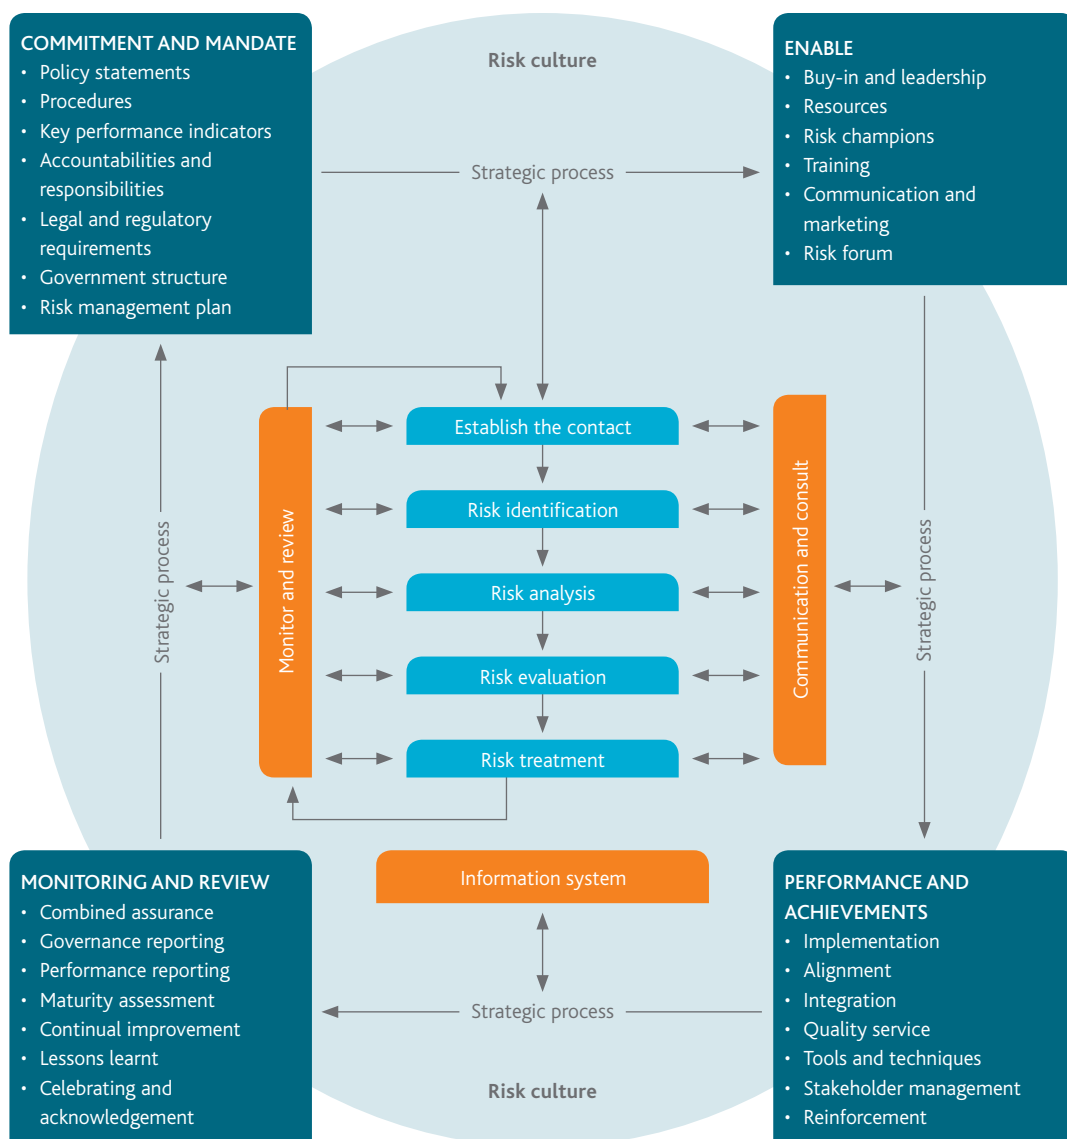 COMMITMENT AND MANDATE
• Policy statements
• Procedures
• Key performance indicators
• Accountabilities and
responsibilities
• Legal and regulatory
requirements
• Government structure
• Risk management plan
Risk culture
Strategic process
ENABLE
• Buy-in and leadership
• Resources
• Risk champions
• Training
• Communication and
marketing
• Risk forum
Strategic process
Monitor and review
Establish the contact
Risk identification
Risk analysis
Risk evaluation
Risk treatment
Communication and consult
Strategic process
Information system
MONITORING AND REVIEW
• Combined assurance
• Governance reporting
• Performance reporting
• Maturity assessment
• Continual improvement
• Lessons learnt
• Celebrating and
acknowledgement
Strategic process
Risk culture
PERFORMANCE AND
ACHIEVEMENTS
• Implementation
• Alignment
• Integration
• Quality service
• Tools and techniques
• Stakeholder management
• Reinforcement